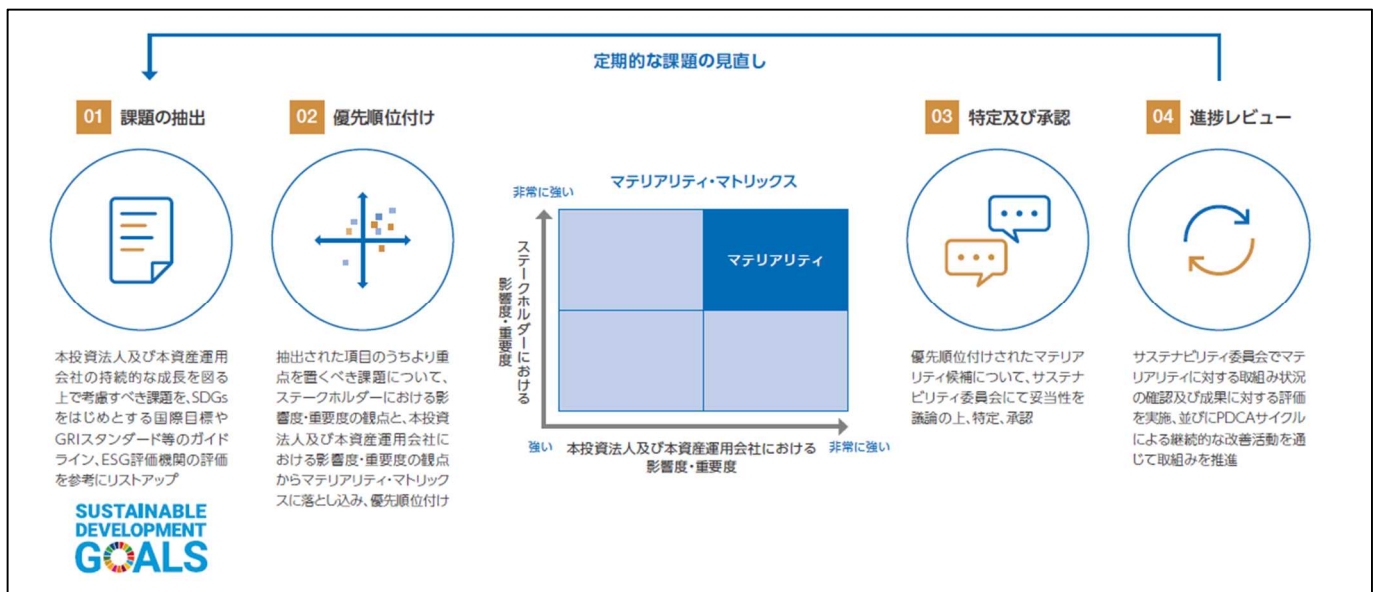 定期的な課題の見直し
01 課題の抽出
本投資法人及び本資産運用
会社の持続的な成長を図る
上で考慮すべき課題を、SDGs
をはじめとする国際目標や
GRIスタンダード等のガイド
ライン、ESG評価機関の評価
を参考にリストアップ
SUSTAINABLE
DEVELOPMENT
GOALS
02 優先順位付け
抽出された項目のうちより重
点を置くべき課題について、
ステークホルダーにおける影
響度・重要度の観点と、本投資
法人及び本資産運用会社に
おける影響度・重要度の観点
からマテリアリティ・マトリック
スに落とし込み、優先順位付け
マテリアリティ・マトリックス
非常に強い
ステークホルダーにおける
影響度・重要度
マテリアリティ
強い
本投資法人及び本資産運用会社における
影響度・重要度
非常に強い
03 特定及び承認
優先順位付けされたマテリア
リティ候補について、サステナ
ビリティ委員会にて妥当性を
議論の上、特定、承認
04 進捗レビュー
サステナビリティ委員会でマテ
リアリティに対する取組み状況
の確認及び成果に対する評価
を実施、並びにPDCAサイクル
による継続的な改善活動を通
じて取組みを推進